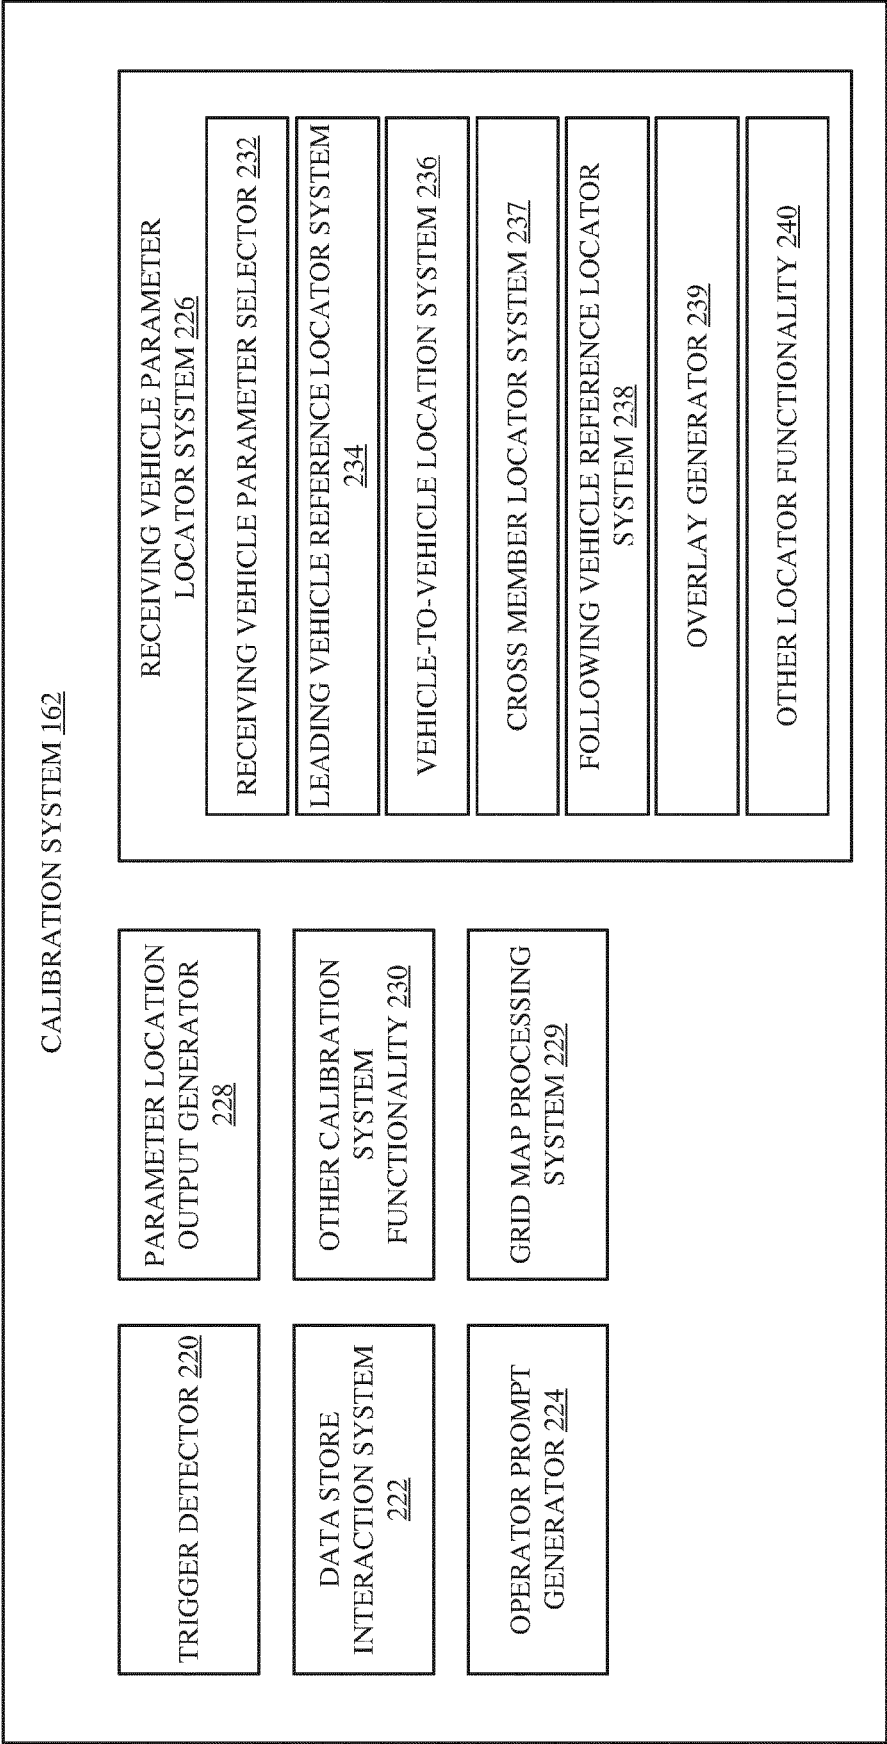 CALIBRATION SYSTEM 162
TRIGGER DETECTOR 220
DATA STORE
INTERACTION SYSTEM
222
OPERATOR PROMPT
GENERATOR 224
PARAMETER LOCATION
OUTPUT GENERATOR
228
OTHER CALIBRATION
SYSTEM
FUNCTIONALITY 230
GRID MAP PROCESSING
SYSTEM 229
RECEIVING VEHICLE PARAMETER
LOCATOR SYSTEM 226
RECEIVING VEHICLE PARAMETER SELECTOR 232
LEADING VEHICLE REFERENCE LOCATOR SYSTEM
234
VEHICLE-TO-VEHICLE LOCATION SYSTEM 236
CROSS MEMBER LOCATOR SYSTEM 237
FOLLOWING VEHICLE REFERENCE LOCATOR
SYSTEM 238
OVERLAY GENERATOR 239
OTHER LOCATOR FUNCTIONALITY 240